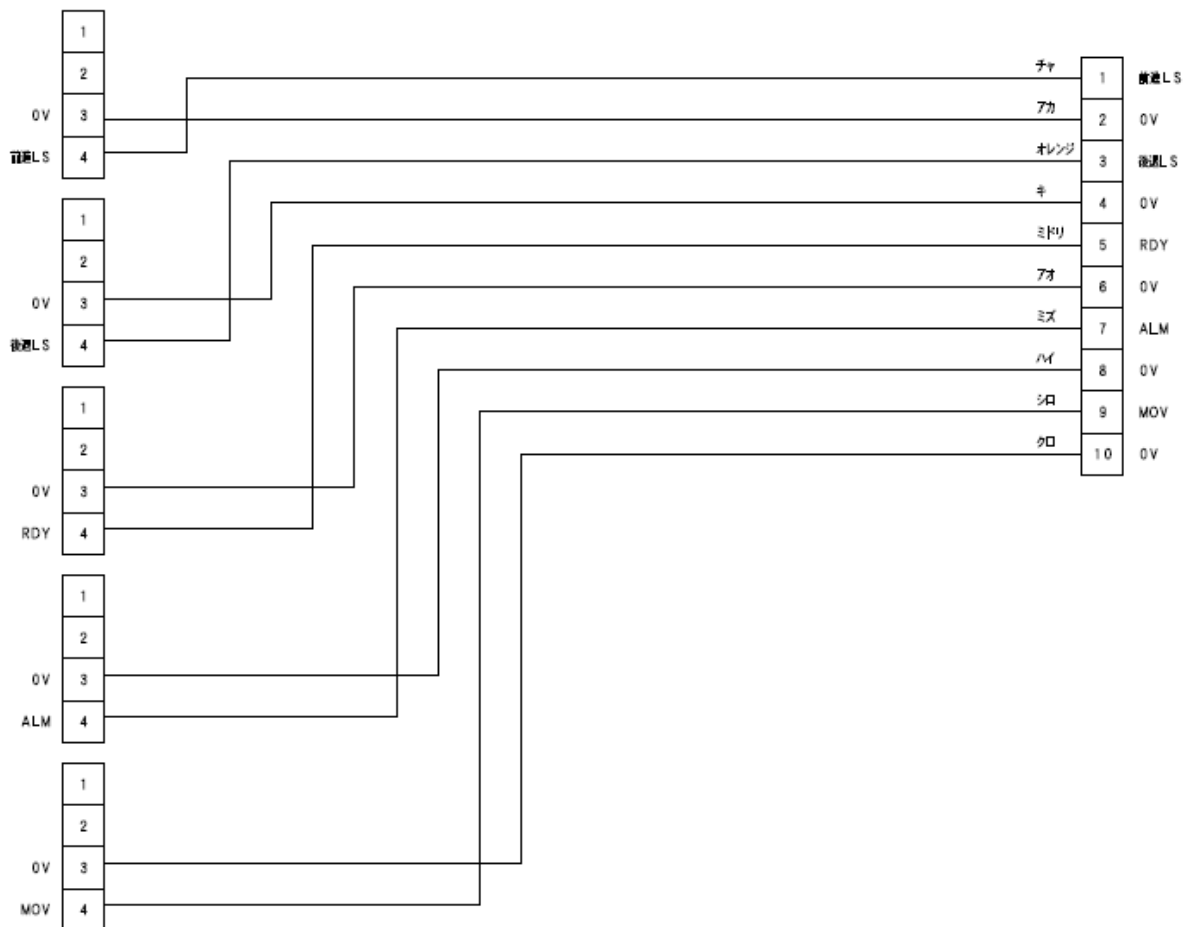 1
2
0V 3
前進LS 4
1
2
0V 3
後退LS 4
1
2
0V 3
RDY 4
1
2
0V 3
ALM 4
1
2
0V 3
MOV 4
チャ 1 前進LS
アカ 2 0V
オレンジ 3 後退LS
キ 4 0V
ミドリ 5 RDY
アオ 6 0V
ミズ 7 ALM
ハイ 8 0V
シロ 9 MOV
クロ 10 0V